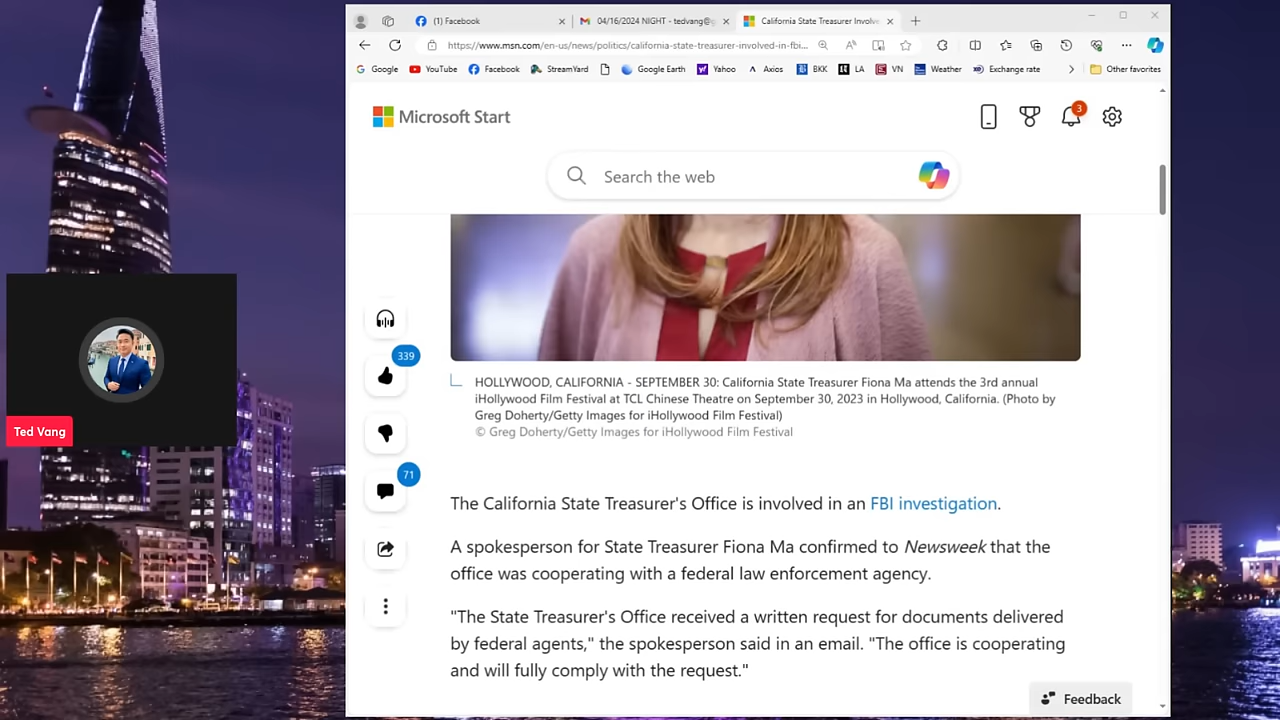 (1) Facebook
04/16/2024 NIGHT - tedvang@g
California State Treasurer Involve
https://www.msn.com/en-us/news/politics/california-state-treasurer-involved-in-fbi...
Google
YouTube
Facebook
StreamYard
Google Earth
Yahoo
Axios
BKK
LA
VN
Weather
Exchange rate
Other favorites
Microsoft Start
3
Search the web
339
71
HOLLYWOOD, CALIFORNIA - SEPTEMBER 30: California State Treasurer Fiona Ma attends the 3rd annual
iHollywood Film Festival at TCL Chinese Theatre on September 30, 2023 in Hollywood, California. (Photo by
Greg Doherty/Getty Images for iHollywood Film Festival)
© Greg Doherty/Getty Images for iHollywood Film Festival
Ted Vang
The California State Treasurer's Office is involved in an FBI investigation.
A spokesperson for State Treasurer Fiona Ma confirmed to Newsweek that the
office was cooperating with a federal law enforcement agency.
"The State Treasurer's Office received a written request for documents delivered
by federal agents," the spokesperson said in an email. "The office is cooperating
and will fully comply with the request."
Feedback